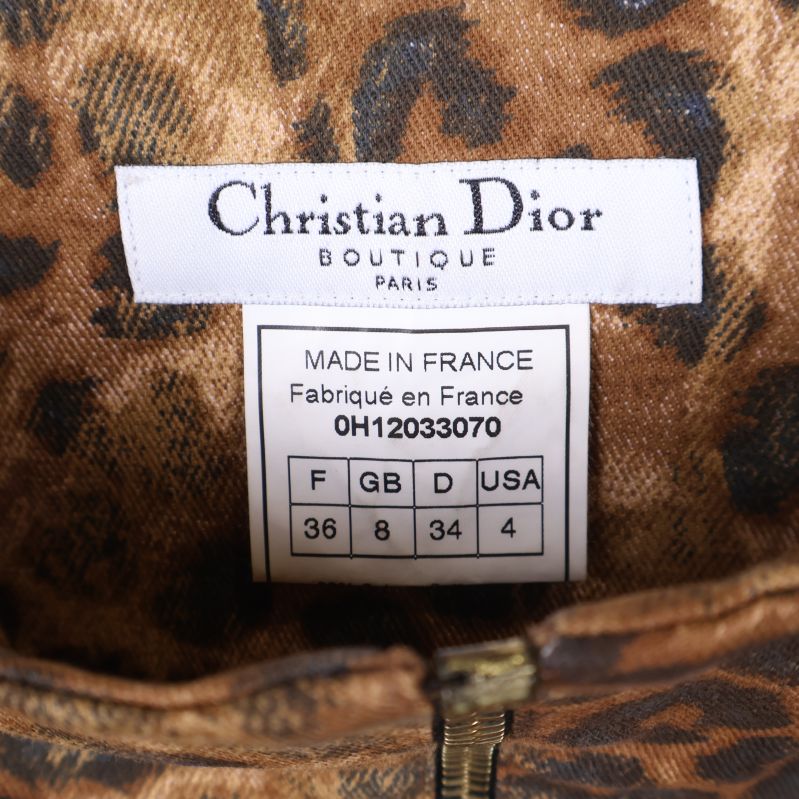 Christian Dior
BOUTIQUE
PARIS
MADE IN FRANCE
Fabriqué en France
0H12033070
F GB D USA
36 8 34 4